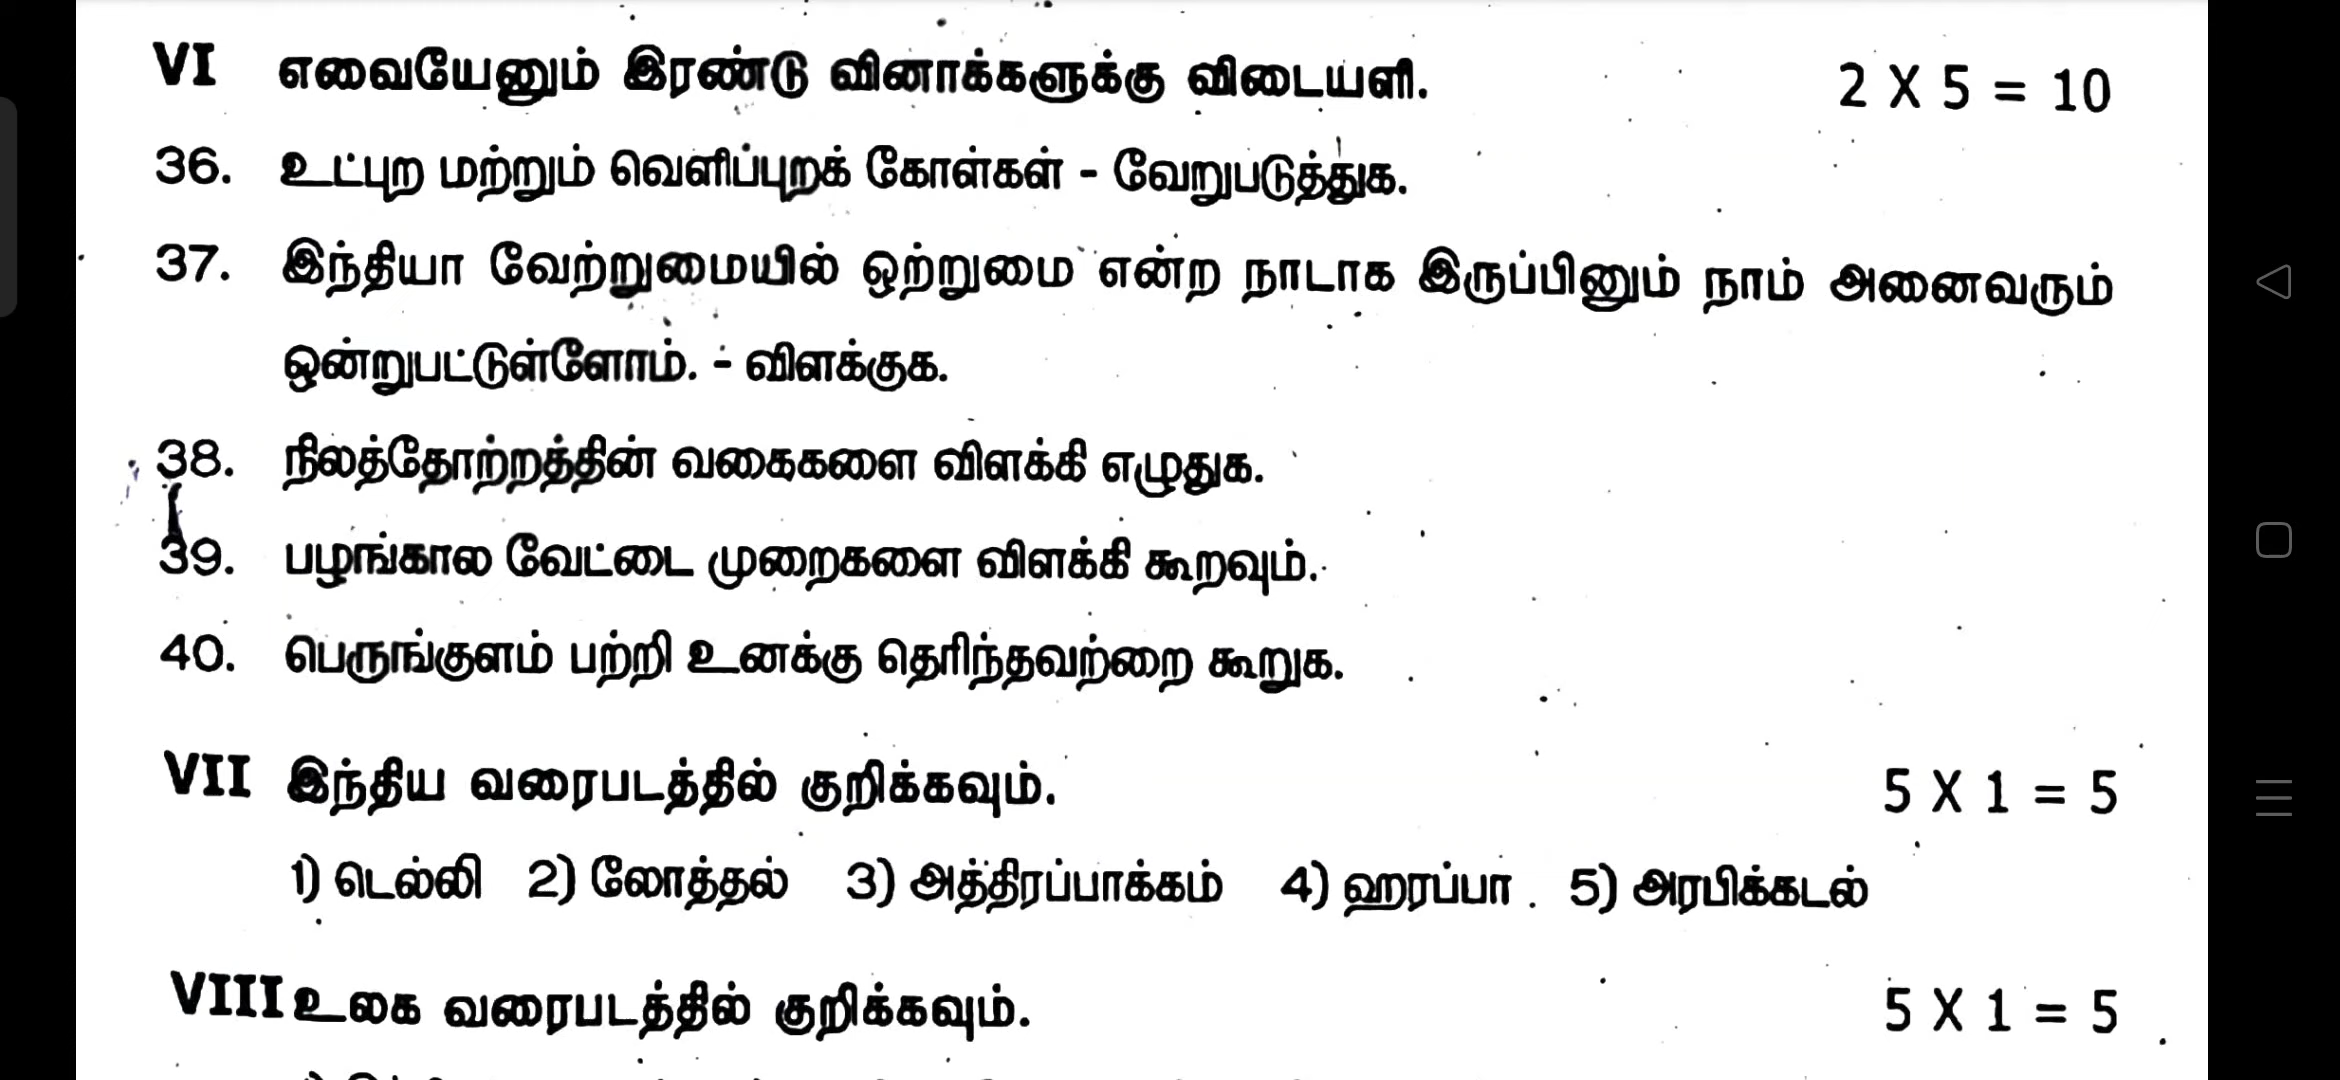 VI எவையேனும் இரண்டு வினாக்களுக்கு விடையளி. 2 X 5 = 10
36. உட்புற மற்றும் வெளிப்புறக் கோள்கள் - வேறுபடுத்துக.
37. இந்தியா வேற்றுமையில் ஒற்றுமை என்ற நாடாக இருப்பினும் நாம் அனைவரும்
ஒன்றுபட்டுள்ளோம். - விளக்குக.
38. நிலத்தோற்றத்தின் வகைகளை விளக்கி எழுதுக.
39. பழங்கால வேட்டை முறைகளை விளக்கி கூறவும்.
40. பெருங்குளம் பற்றி உனக்கு தெரிந்தவற்றை கூறுக.
VII இந்திய வரைபடத்தில் குறிக்கவும். 5 X 1 = 5
1) டெல்லி 2) லோத்தல் 3) அத்திரப்பாக்கம் 4) ஹரப்பா . 5) அரபிக்கடல்
VIII உலக வரைபடத்தில் குறிக்கவும். 5 X 1 = 5